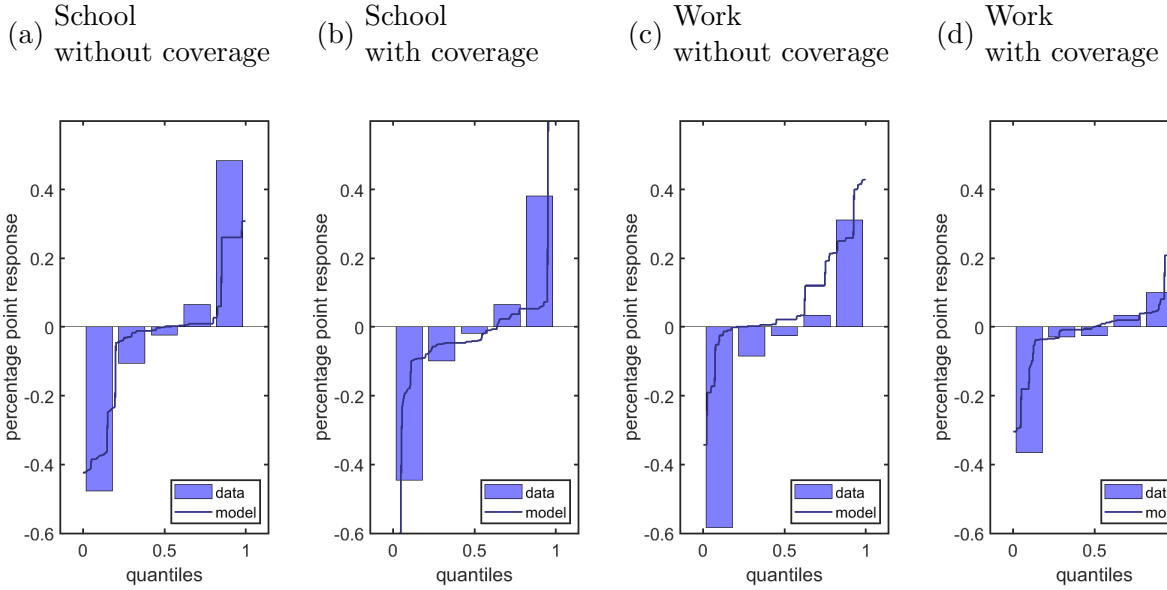 (a) School
without coverage
(b) School
with coverage
(c) Work
without coverage
(d) Work
with coverage
percentage point response
0.4
0.2
0
-0.2
-0.4
-0.6
0 0.5 1
quantiles
data
model
percentage point response
0.4
0.2
0
-0.2
-0.4
-0.6
0 0.5 1
quantiles
data
model
percentage point response
0.4
0.2
0
-0.2
-0.4
-0.6
0 0.5 1
quantiles
data
model
percentage point response
0.4
0.2
0
-0.2
-0.4
-0.6
0 0.5
quantiles